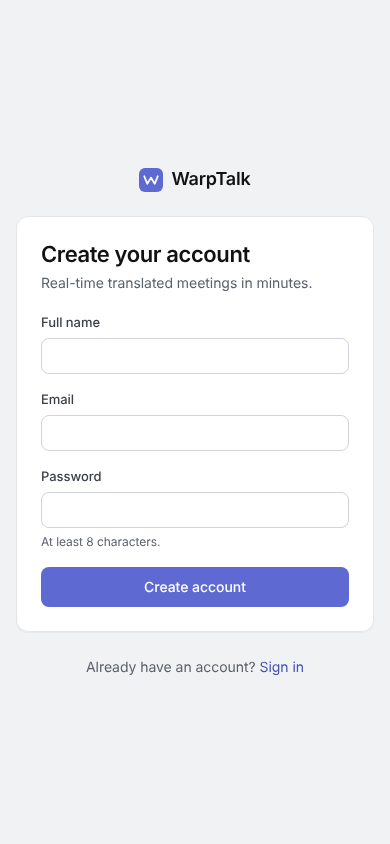 WarpTalk
Create your account
Real-time translated meetings in minutes.
Full name
Email
Password
At least 8 characters.
Create account
Already have an account? Sign in